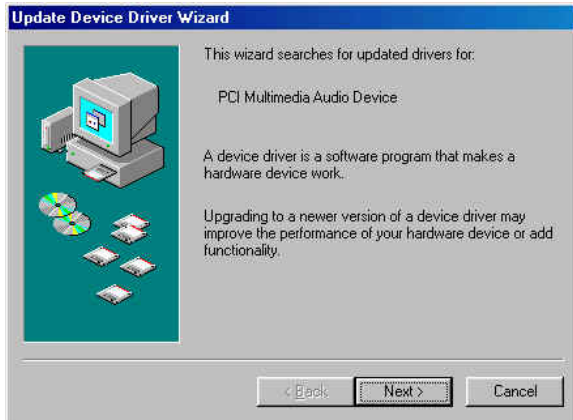 Update Device Driver Wizard
This wizard searches for updated drivers for:
PCI Multimedia Audio Device
A device driver is a software program that makes a
hardware device work.
Upgrading to a newer version of a device driver may
improve the performance of your hardware device or add
functionality.
< Back
Next >
Cancel